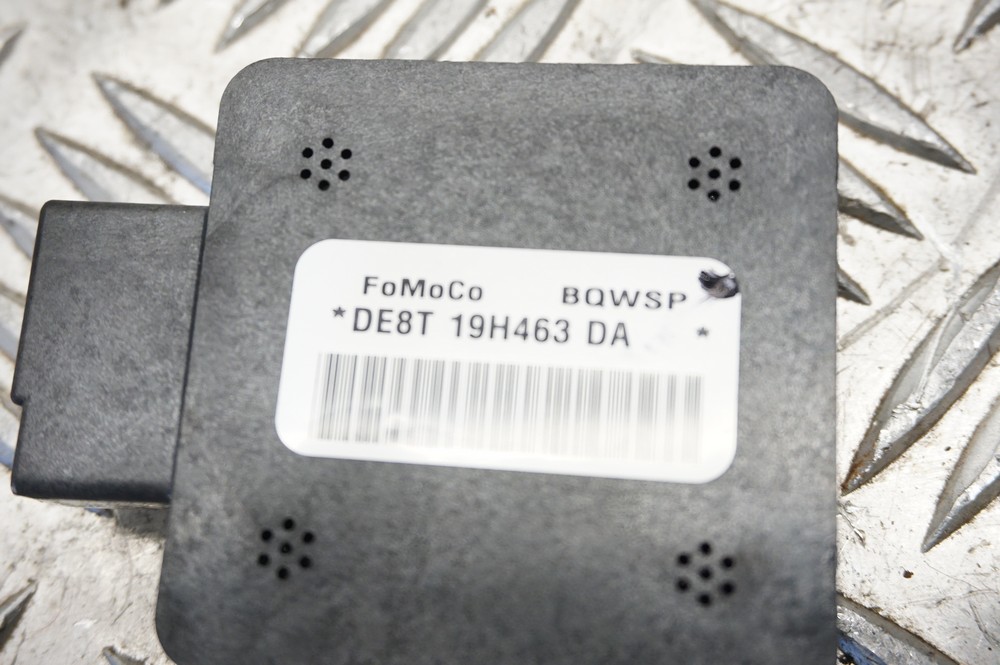 FoMoCo BQWSP
*DE8T 19H463 DA *